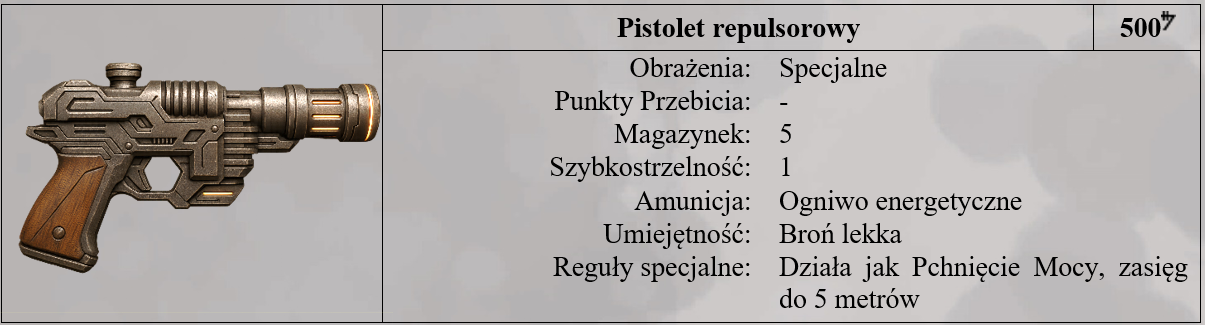 Pistolet repulsorowy 500
Obrażenia: Specjalne
Punkty Przebicia: -
Magazynek: 5
Szybkostrzelność: 1
Amunicja: Ogniwo energetyczne
Umiejętność: Broń lekka
Reguły specjalne: Działa jak Pchnięcie Mocy, zasięg
do 5 metrów